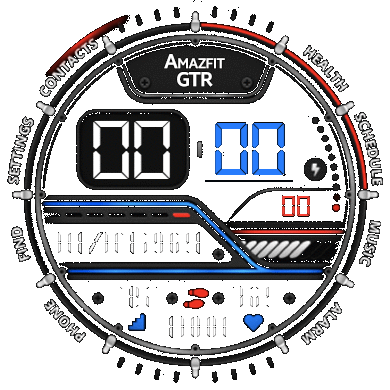 AMAZFIT
GTR
CONTACTS
HEALTH
SETTINGS
SCHEDULE
00
00
00
FIND
MUSIC
PHONE
ALARM